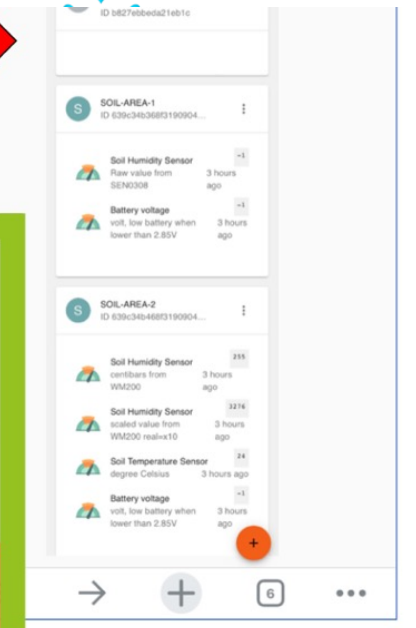 ID b827ebbeda21eb1c
S
SOIL-AREA-1
ID 639c34b368f3190904...
Soil Humidity Sensor
-1
Raw value from
3 hours
SEN0308
ago
Battery voltage
-1
volt, low battery when
3 hours
lower than 2.85V
ago
S
SOIL-AREA-2
ID 639c34b468f3190904...
Soil Humidity Sensor
255
centibars from
3 hours
WM200
ago
Soil Humidity Sensor
3276
scaled value from
3 hours
WM200 real=x10
ago
Soil Temperature Sensor
24
degree Celsius
3 hours ago
Battery voltage
-1
volt, low battery when
3 hours
lower than 2.85V
ago
+
6